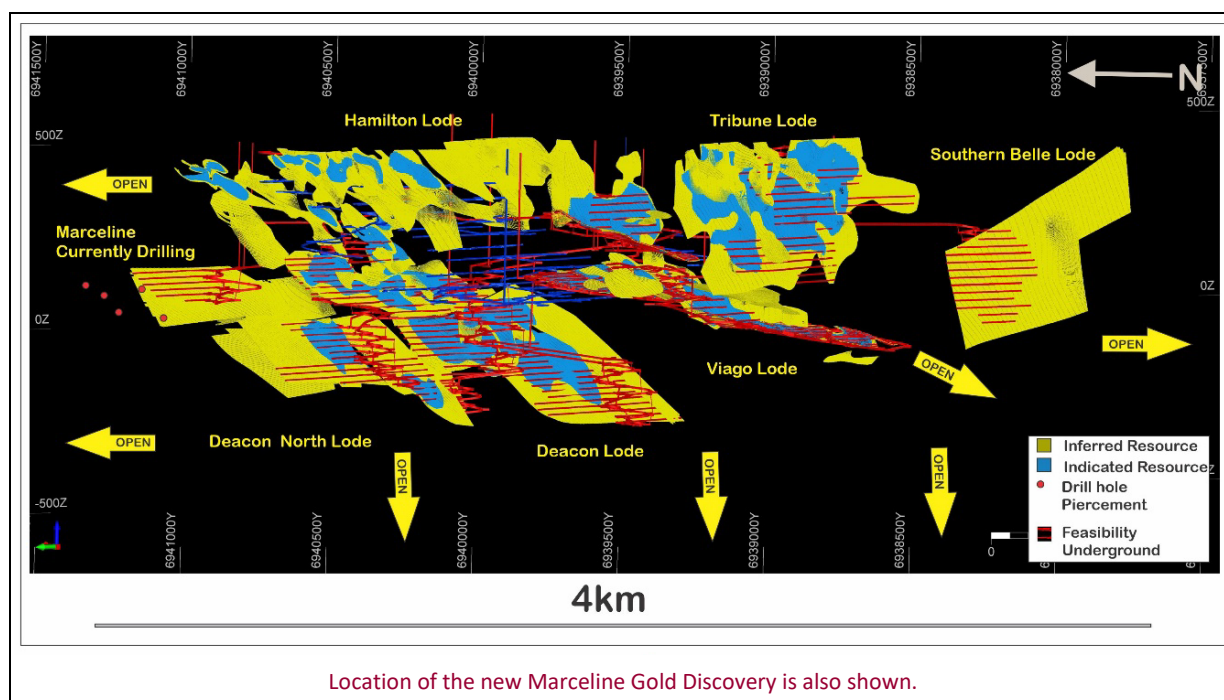 6941500Y
6941000Y
6940500Y
6940000Y
6939500Y
6939000Y
6938500Y
6938000Y
N
500Z
500Z
Hamilton Lode
Tribune Lode
Southern Belle Lode
OPEN
Marceline
Currently Drilling
0Z
0Z
OPEN
Viago Lode
OPEN
OPEN
Deacon North Lode
Deacon Lode
OPEN
OPEN
OPEN
Inferred Resource
Indicated Resource
Drill hole
Piercement
Feasibility
Underground
-500Z
0
6941000Y
6940500Y
6940000Y
6939500Y
6939000Y
6938500Y
4km
Location of the new Marceline Gold Discovery is also shown.